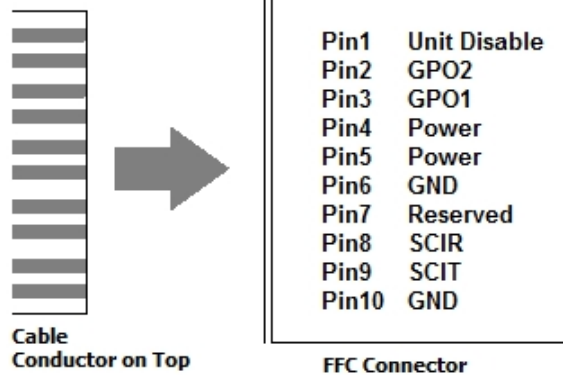 Pin1 Unit Disable
Pin2 GPO2
Pin3 GPO1
Pin4 Power
Pin5 Power
Pin6 GND
Pin7 Reserved
Pin8 SCIR
Pin9 SCIT
Pin10 GND
Cable
Conductor on Top
FFC Connector